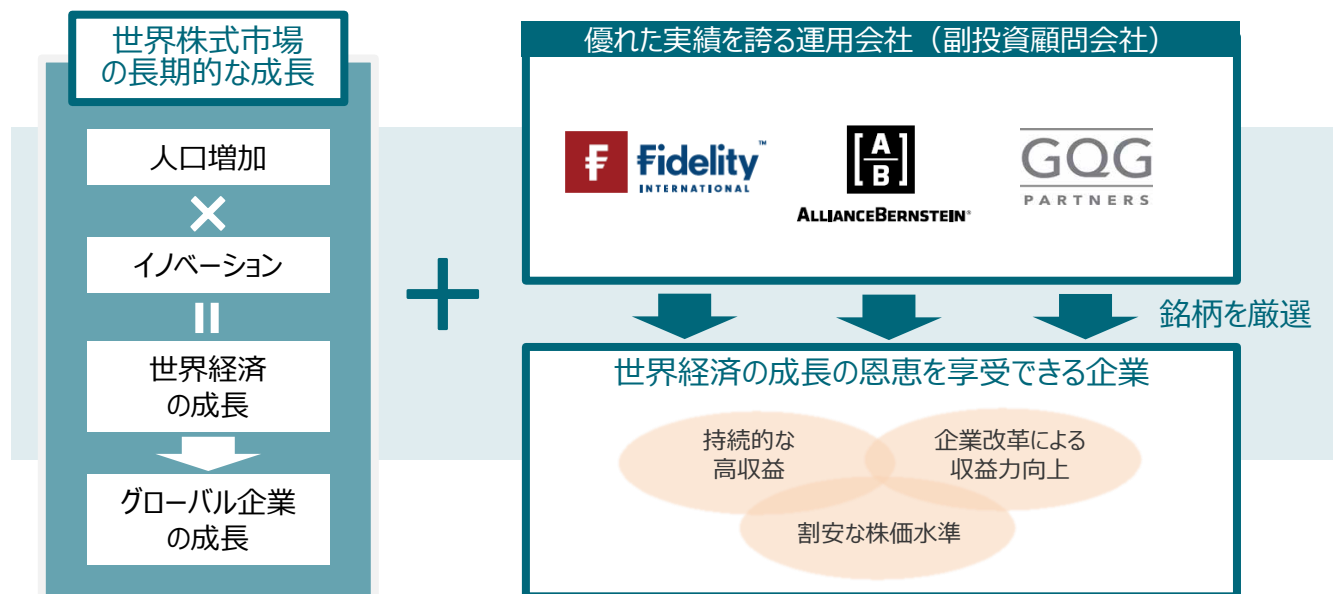 世界株式市場
の長期的な成長
人口増加
×
イノベーション
=
世界経済
の成長
グローバル企業
の成長
+
優れた実績を誇る運用会社（副投資顧問会社）
Fidelity™
INTERNATIONAL
[A/B]
ALLIANCEBERNSTEIN®
GQG
PARTNERS
銘柄を厳選
世界経済の成長の恩恵を享受できる企業
持続的な
高収益
企業改革による
収益力向上
割安な株価水準